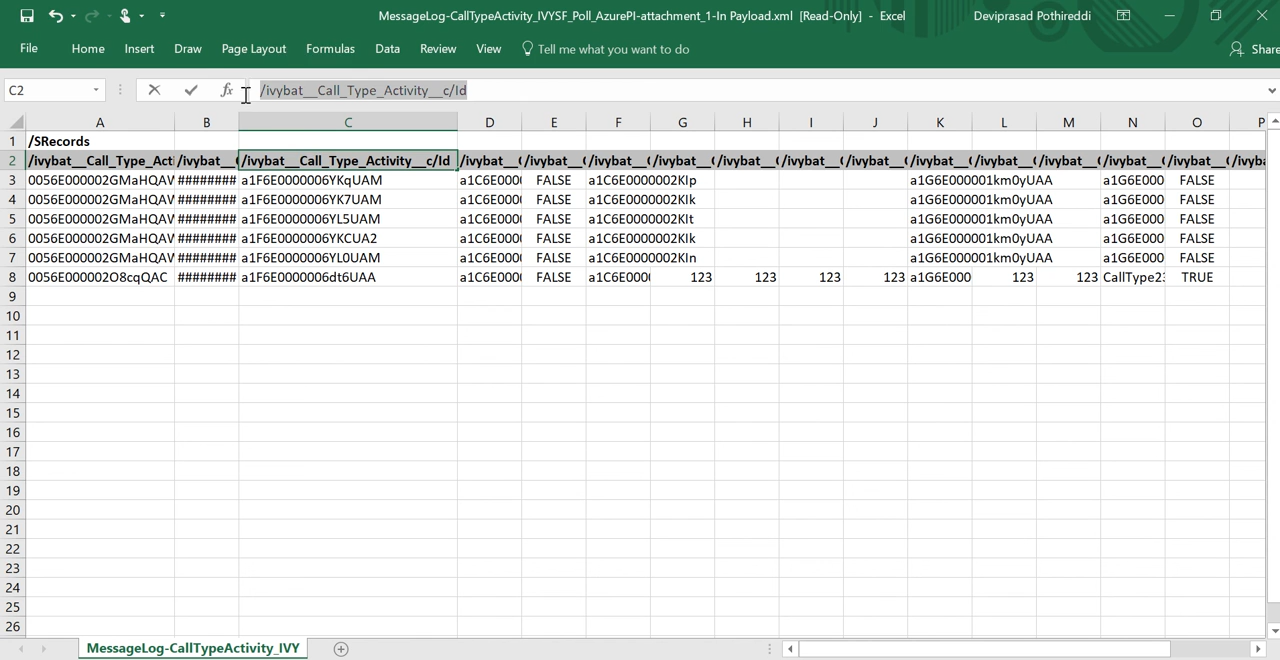 MessageLog-CallTypeActivity_IVYSF_Poll_AzurePI-attachment_1-In Payload.xml [Read-Only] - Excel
Deviprasad Pothireddi
File Home Insert Draw Page Layout Formulas Data Review View Tell me what you want to do Share
C2 fx /ivybat__Call_Type_Activity__c/Id
A B C D E F G H I J K L M N O P
1 /SRecords
2 /ivybat__Call_Type_Acti /ivybat__( /ivybat__Call_Type_Activity__c/Id /ivybat__( /ivybat__( /ivybat__( /ivybat__( /ivybat__( /ivybat__( /ivybat__( /ivybat__( /ivybat__( /ivybat__( /ivybat__( /ivybat__( /ivyba
3 0056E000002GMaHQAV ######## a1F6E0000006YKqUAM a1C6E000( FALSE a1C6E0000002KIp a1G6E000001km0yUAA a1G6E000 FALSE
4 0056E000002GMaHQAV ######## a1F6E0000006YK7UAM a1C6E000( FALSE a1C6E0000002KIk a1G6E000001km0yUAA a1G6E000 FALSE
5 0056E000002GMaHQAV ######## a1F6E0000006YL5UAM a1C6E000( FALSE a1C6E0000002KIt a1G6E000001km0yUAA a1G6E000 FALSE
6 0056E000002GMaHQAV ######## a1F6E0000006YKCUA2 a1C6E000( FALSE a1C6E0000002KIk a1G6E000001km0yUAA a1G6E000 FALSE
7 0056E000002GMaHQAV ######## a1F6E0000006YL0UAM a1C6E000( FALSE a1C6E0000002KIn a1G6E000001km0yUAA a1G6E000 FALSE
8 0056E000002O8cqQAC ######## a1F6E0000006dt6UAA a1C6E000( FALSE a1C6E000( 123 123 123 123 a1G6E000 123 123 CallType23 TRUE
9
10
11
12
13
14
15
16
17
18
19
20
21
22
23
24
25
26
MessageLog-CallTypeActivity_IVY